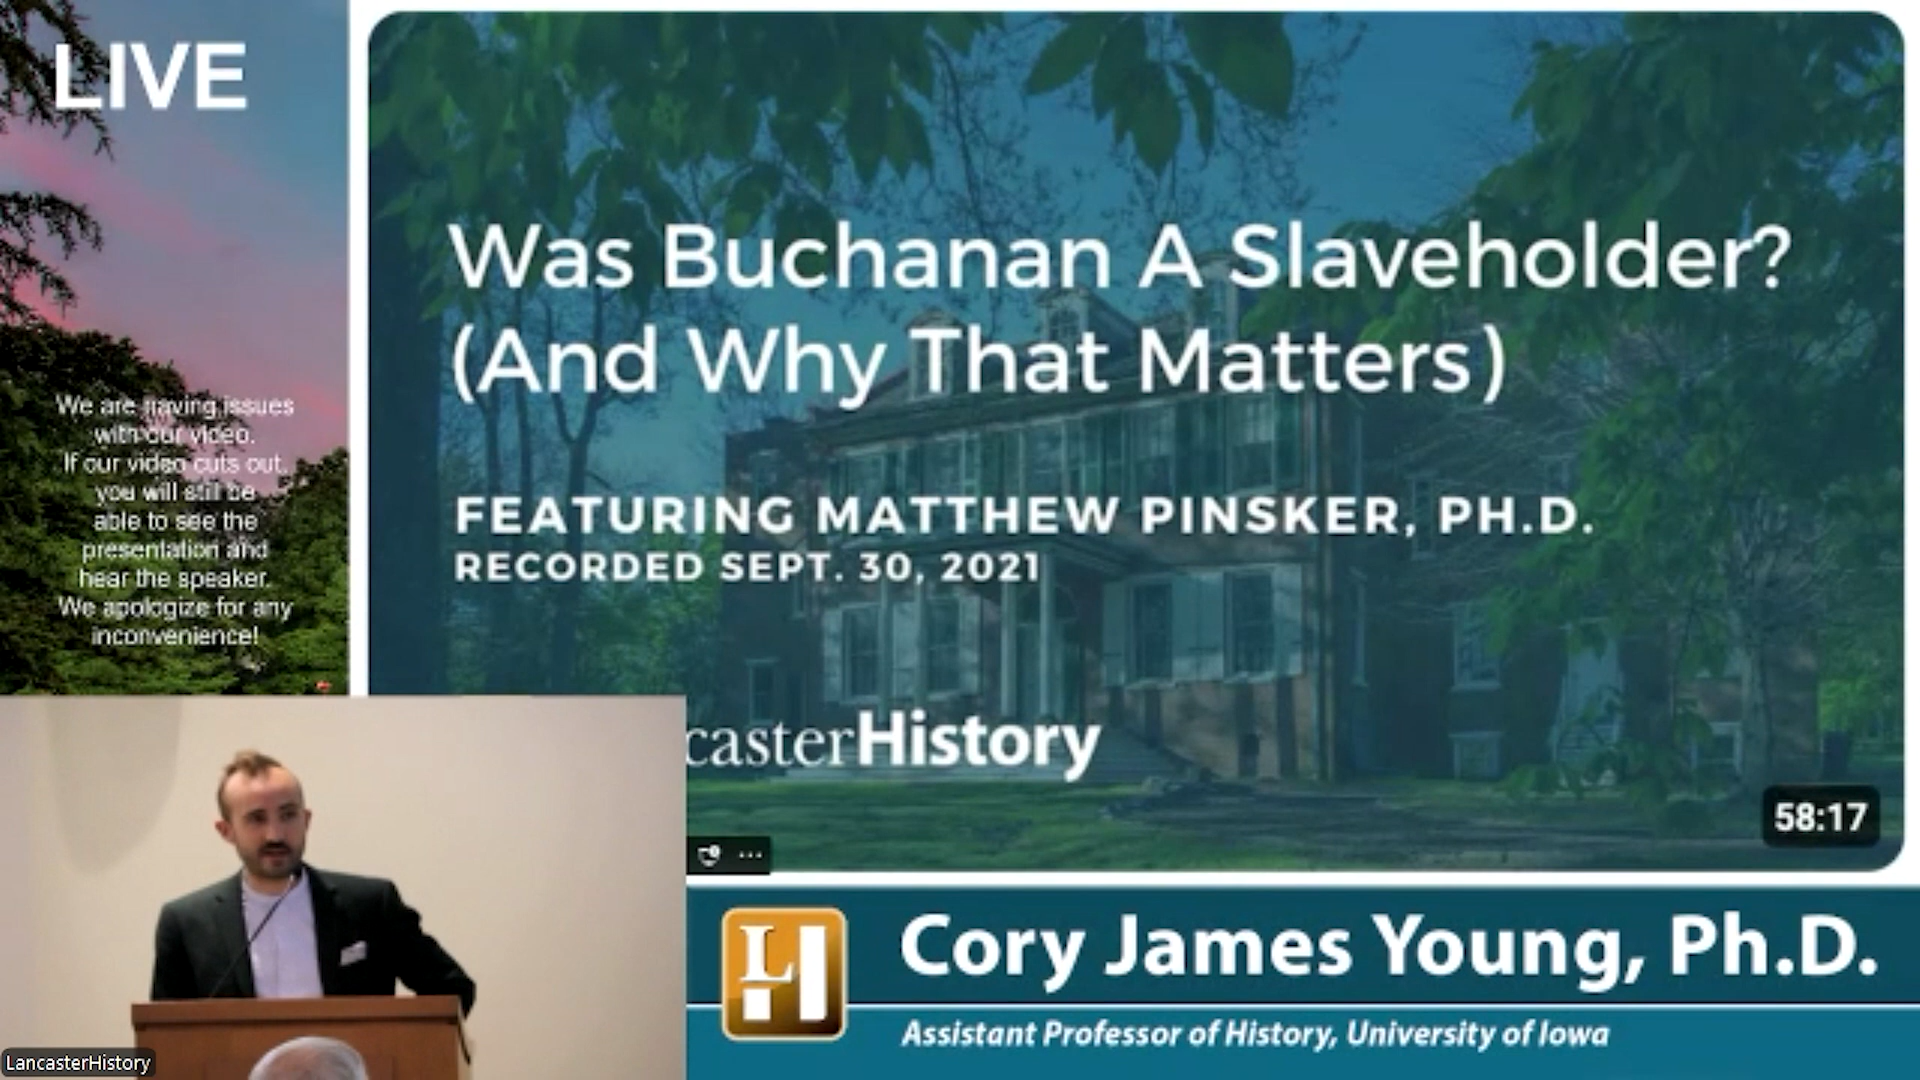 LIVE
We are having issues
with our video.
If our video cuts out,
you will still be
able to see the
presentation and
hear the speaker.
We apologize for any
inconvenience!
Was Buchanan A Slaveholder?
(And Why That Matters)
FEATURING MATTHEW PINSKER, PH.D.
RECORDED SEPT. 30, 2021
casterHistory
58:17
LH
Cory James Young, Ph.D.
Assistant Professor of History, University of Iowa
LancasterHistory